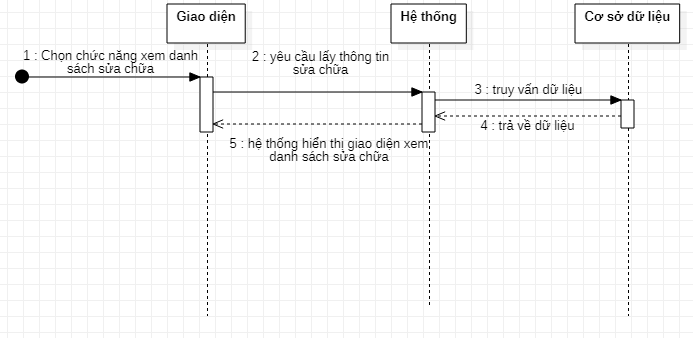 Giao diện
Hệ thống
Cơ sở dữ liệu
1 : Chọn chức năng xem danh
sách sửa chữa
2 : yêu cầu lấy thông tin
sửa chữa
3 : truy vấn dữ liệu
4 : trả về dữ liệu
5 : hệ thống hiển thị giao diện xem
danh sách sửa chữa